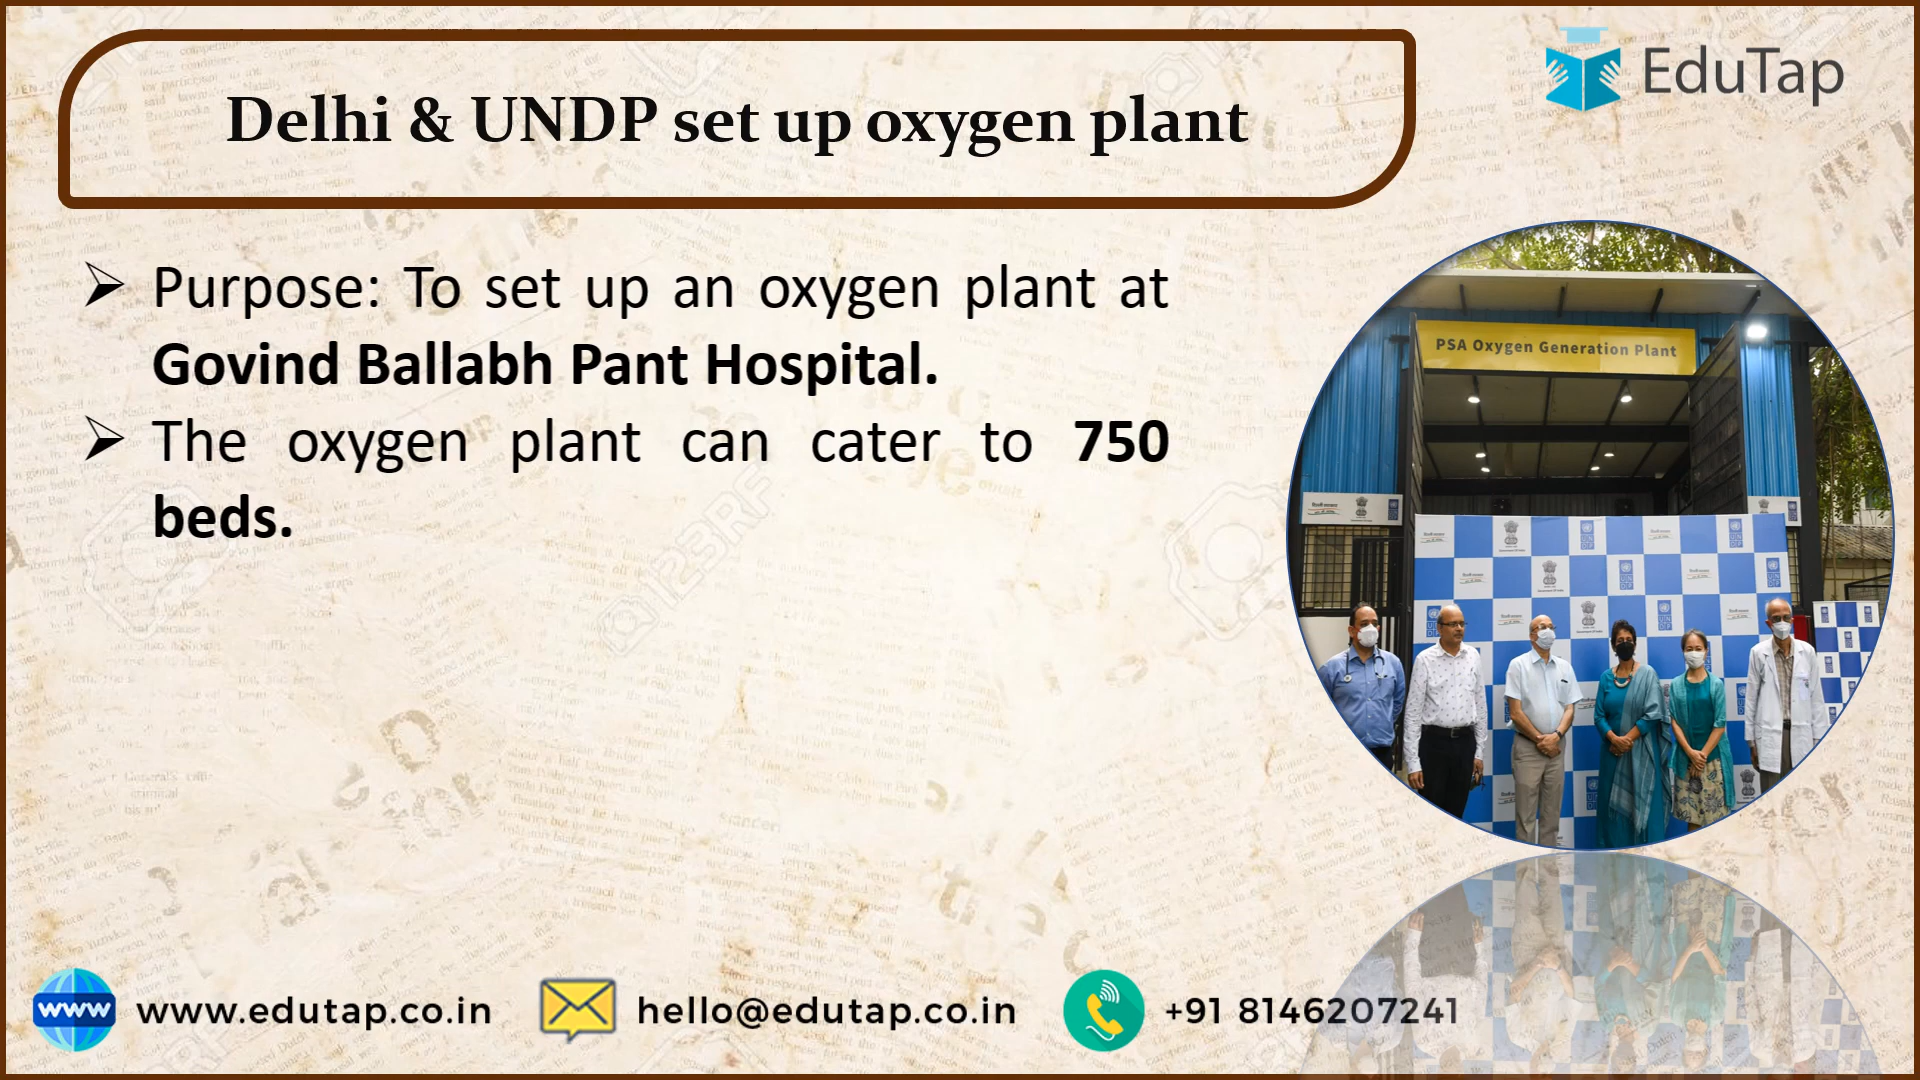 Delhi & UNDP set up oxygen plant
EduTap
➢ Purpose: To set up an oxygen plant at
Govind Ballabh Pant Hospital.
➢ The oxygen plant can cater to 750
beds.
PSA Oxygen Generation Plant
www www.edutap.co.in hello@edutap.co.in +91 8146207241